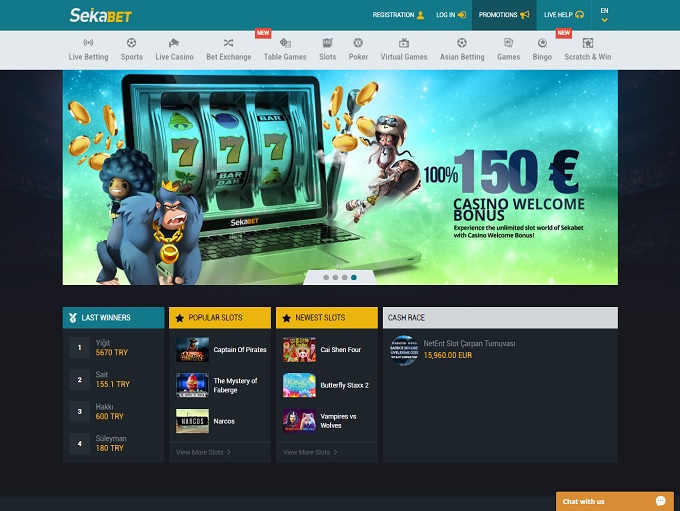 SekaBET
REGISTRATION
LOG IN
PROMOTIONS
LIVE HELP
EN
NEW
NEW
Live Betting
Sports
Live Casino
Bet Exchange
Table Games
Slots
Poker
Virtual Games
Asian Betting
Games
Bingo
Scratch & Win
BAR
BAR
7 7 7
BAR
SekaBET
100% 150 €
CASINO WELCOME
BONUS
Experience the unlimited slot world of Sekabet
with Casino Welcome Bonus!
LAST WINNERS
1
Yiğit
5670 TRY
2
Sait
155.1 TRY
3
Hakkı
600 TRY
4
Süleyman
180 TRY
POPULAR SLOTS
Captain Of Pirates
The Mystery of
Faberge
NARCOS
Narcos
View More Slots
NEWEST SLOTS
Cai Shen Four
Butterfly Staxx 2
Vampires vs
Wolves
View More Slots
CASH RACE
NetEnt Slot Çarpan Turnuvası
15,960.00 EUR
Chat with us